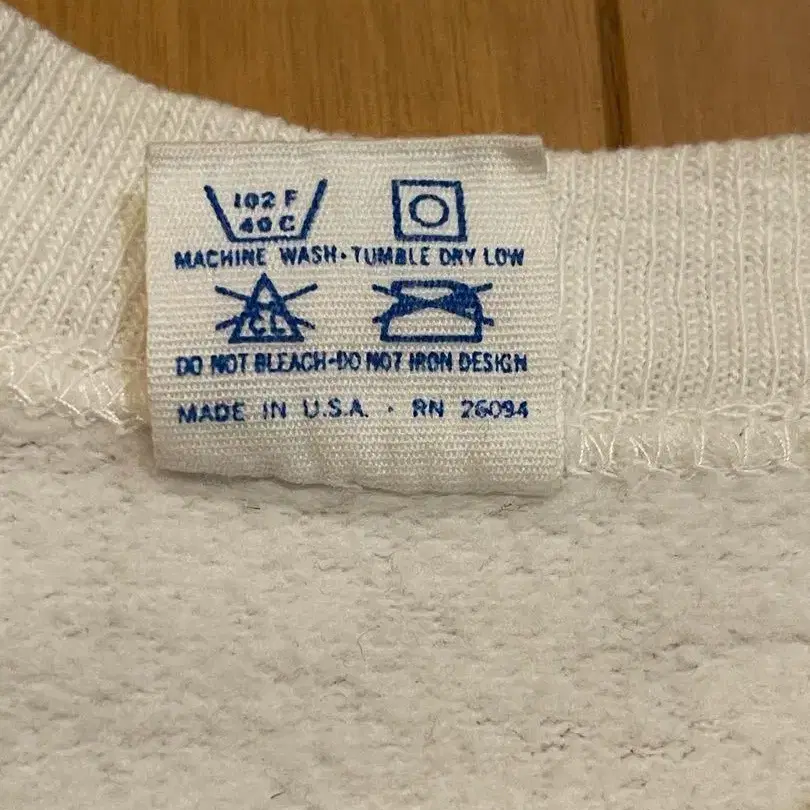 102 F
40 C
MACHINE WASH · TUMBLE DRY LOW
CL
DO NOT BLEACH-DO NOT IRON DESIGN
MADE IN U.S.A. · RN 26094